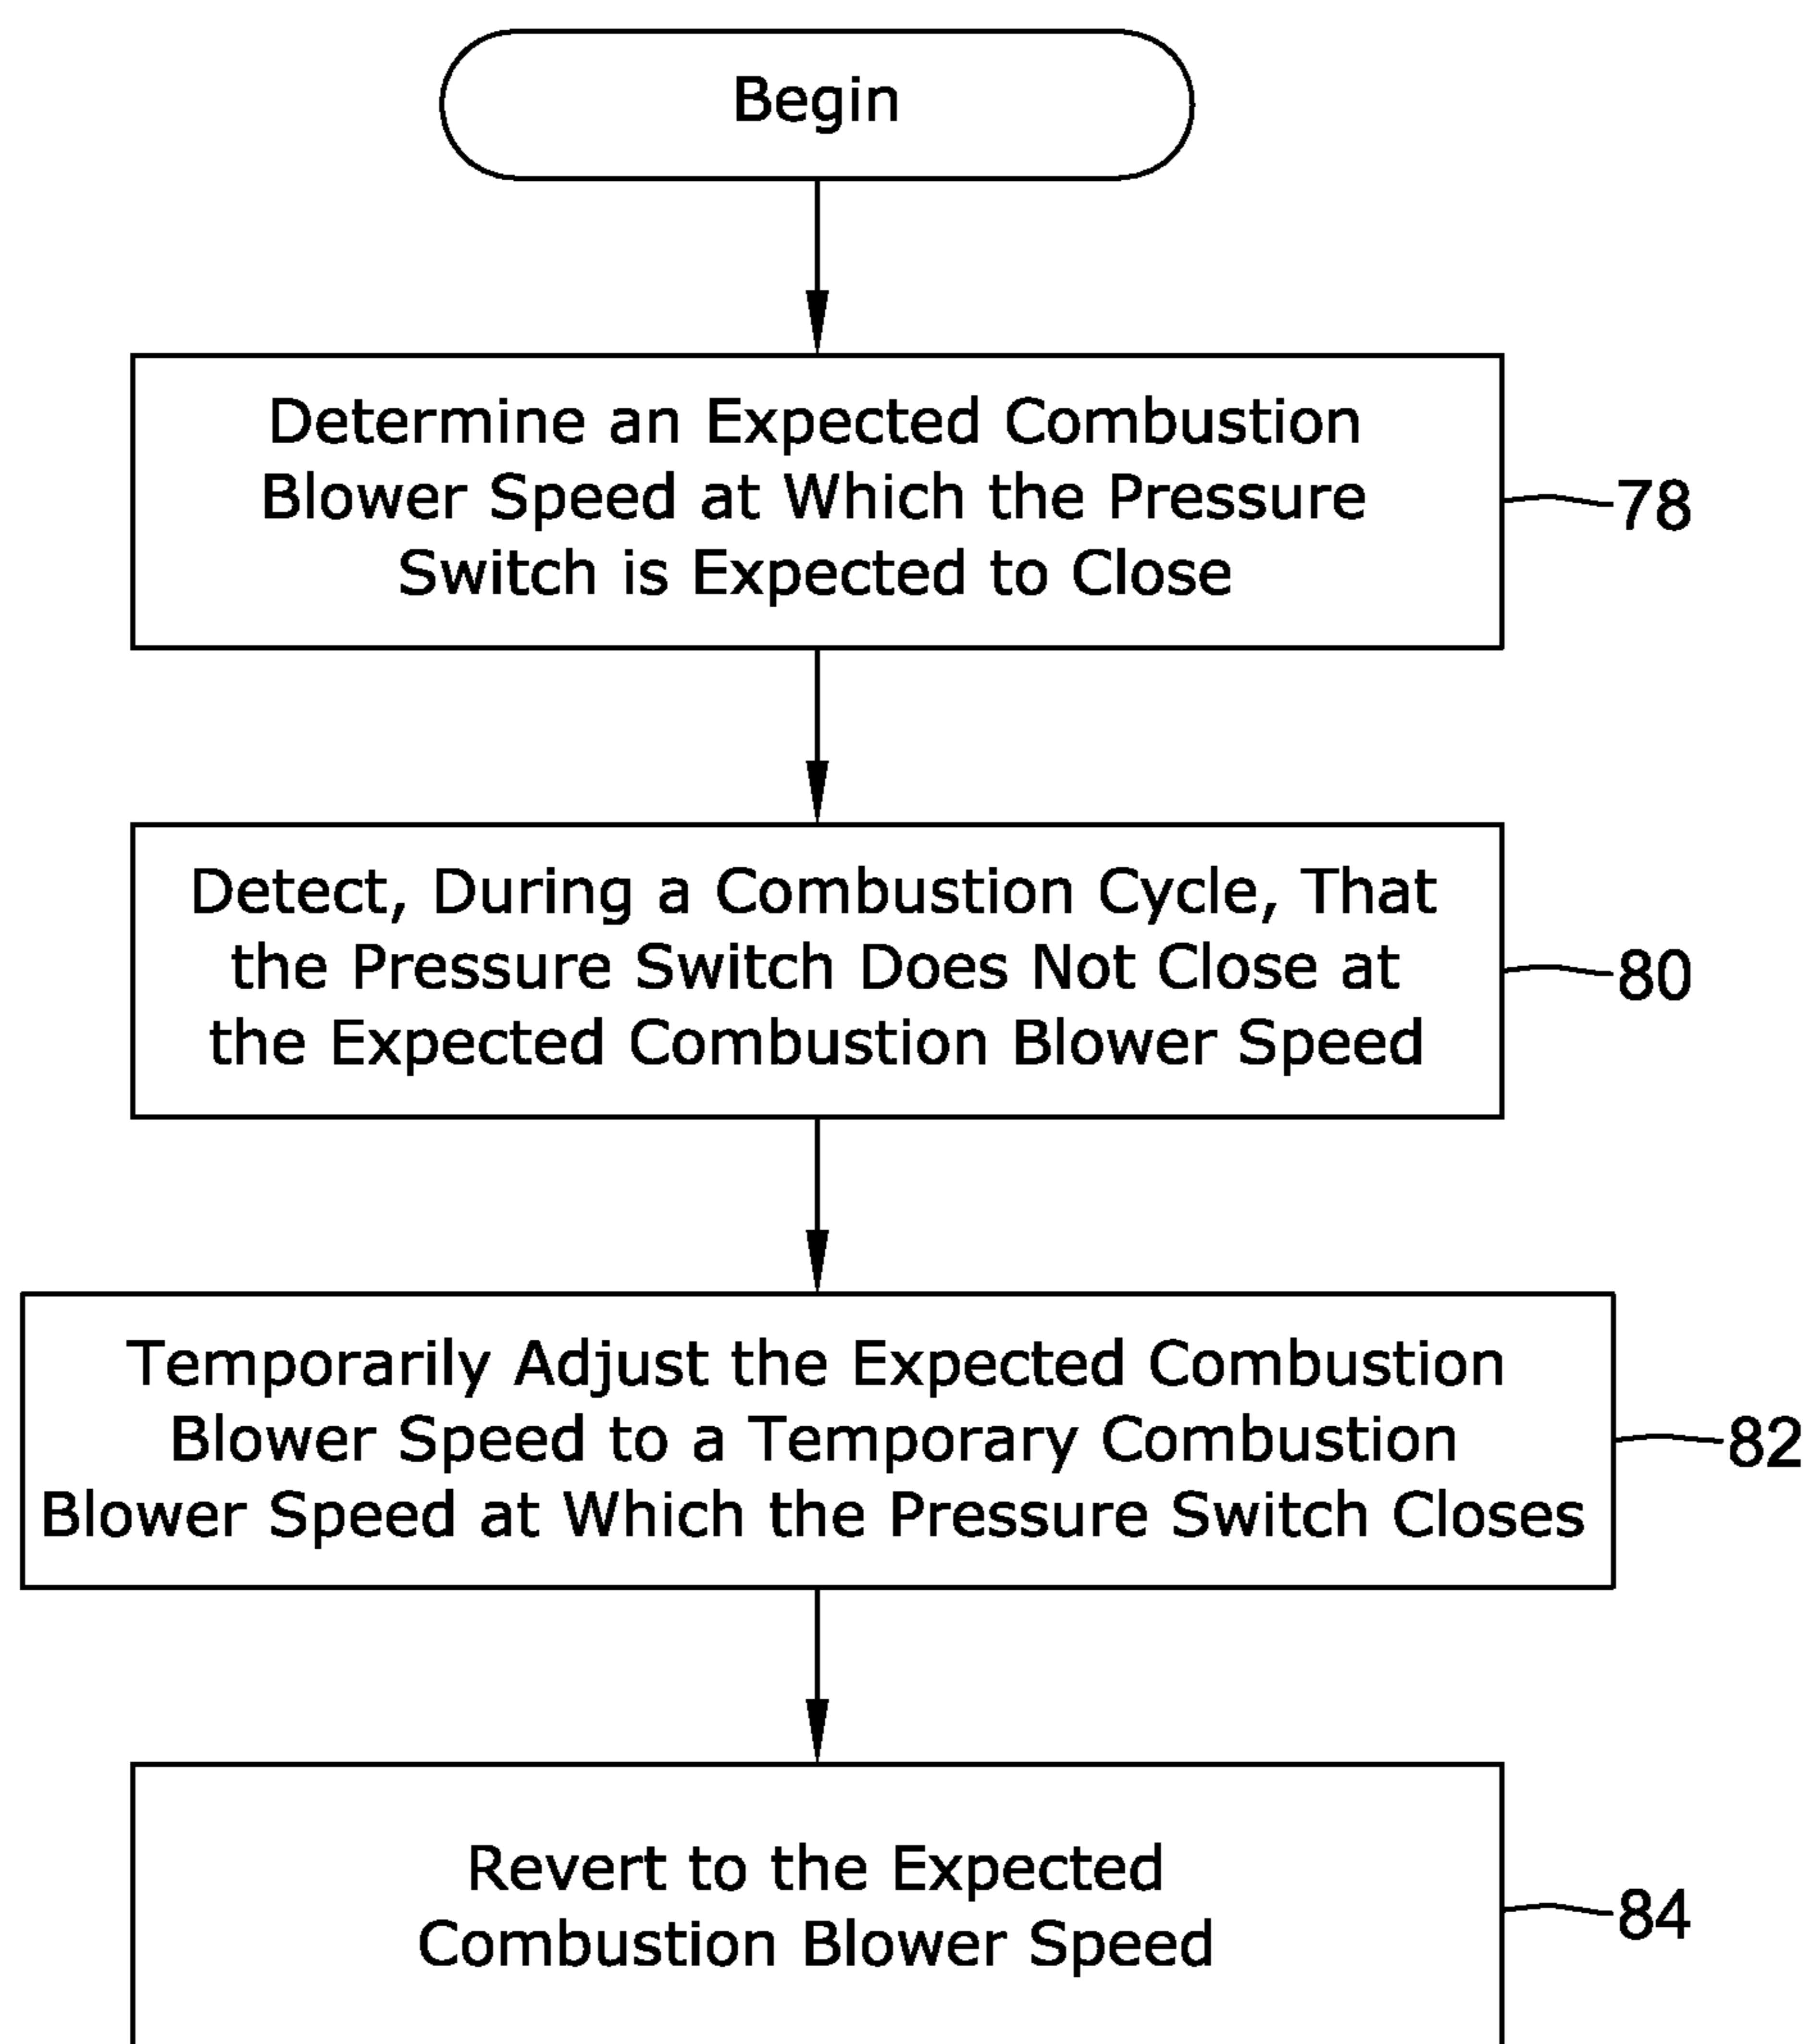 Begin
Determine an Expected Combustion
Blower Speed at Which the Pressure
Switch is Expected to Close
78
Detect, During a Combustion Cycle, That
the Pressure Switch Does Not Close at
the Expected Combustion Blower Speed
80
Temporarily Adjust the Expected Combustion
Blower Speed to a Temporary Combustion
Blower Speed at Which the Pressure Switch Closes
82
Revert to the Expected
Combustion Blower Speed
84